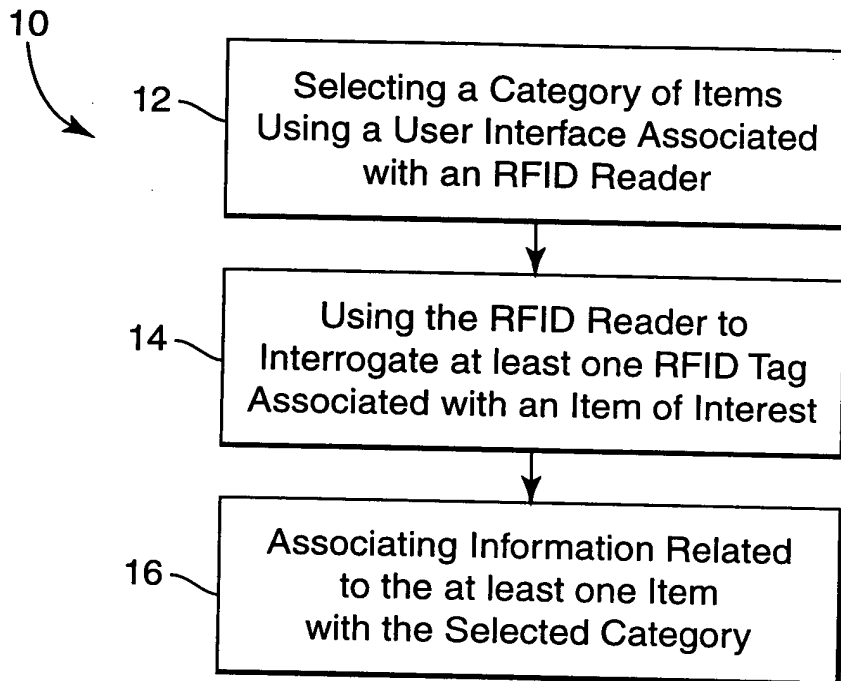 10
12
Selecting a Category of Items
Using a User Interface Associated
with an RFID Reader
14
Using the RFID Reader to
Interrogate at least one RFID Tag
Associated with an Item of Interest
16
Associating Information Related
to the at least one Item
with the Selected Category